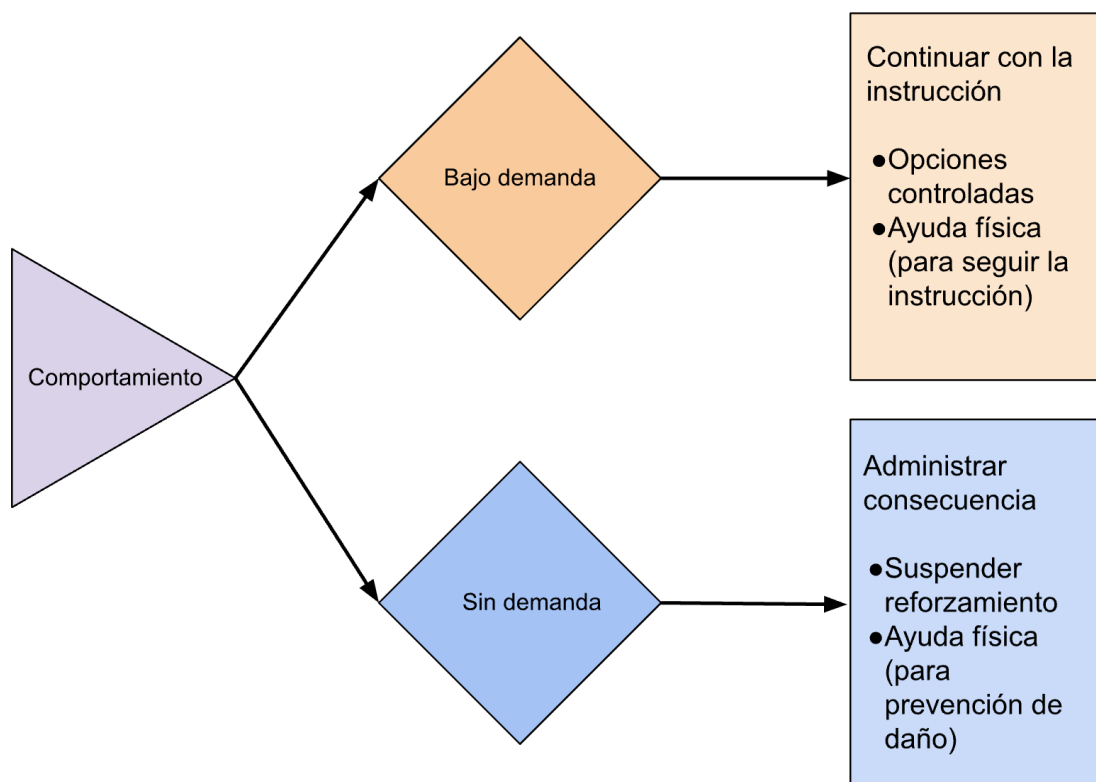 Comportamiento
Bajo demanda
Continuar con la
instrucción
●Opciones
controladas
●Ayuda física
(para seguir la
instrucción)
Sin demanda
Administrar
consecuencia
●Suspender
reforzamiento
●Ayuda física
(para
prevención de
daño)